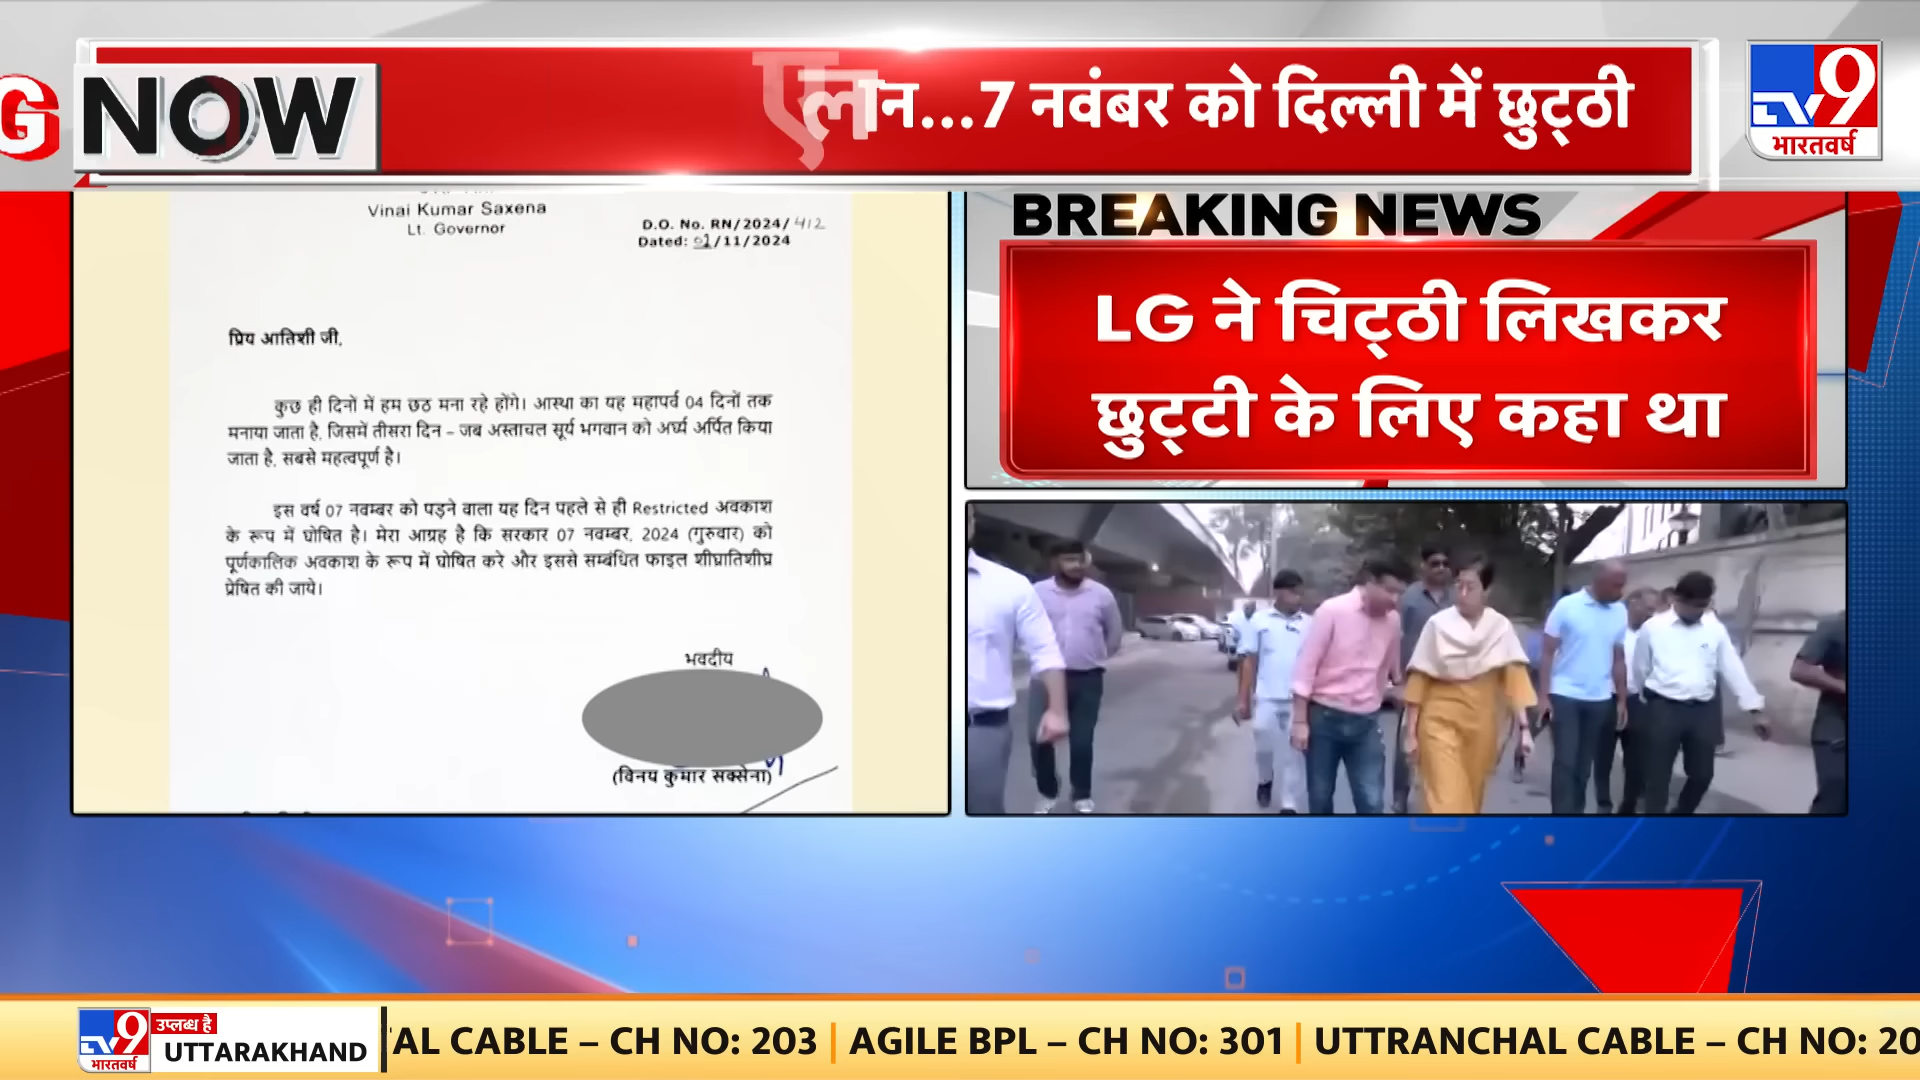 G NOW
एलान...7 नवंबर को दिल्ली में छुट्ठी
TV9
भारतवर्ष
Vinai Kumar Saxena
Lt. Governor
D.O. No. RN/2024/412
Dated: 01/11/2024
प्रिय आतिशी जी,
कुछ ही दिनों में हम छठ मना रहे होंगे। आस्था का यह महापर्व 04 दिनों तक
मनाया जाता है, जिसमें तीसरा दिन – जब अस्ताचल सूर्य भगवान को अर्घ्य अर्पित किया
जाता है, सबसे महत्वपूर्ण है।
इस वर्ष 07 नवम्बर को पड़ने वाला यह दिन पहले से ही Restricted अवकाश
के रूप में घोषित है। मेरा आग्रह है कि सरकार 07 नवम्बर, 2024 (गुरुवार) को
पूर्णकालिक अवकाश के रूप में घोषित करे और इससे सम्बंधित फाइल शीघ्रातिशीघ्र
प्रेषित की जाये।
भवदीय
(विनय कुमार सक्सेना)
BREAKING NEWS
LG ने चिट्ठी लिखकर
छुट्टी के लिए कहा था
TV9
भारतवर्ष
उप्लब्ध है
UTTARAKHAND
AL CABLE – CH NO: 203 | AGILE BPL – CH NO: 301 | UTTRANCHAL CABLE – CH NO: 20